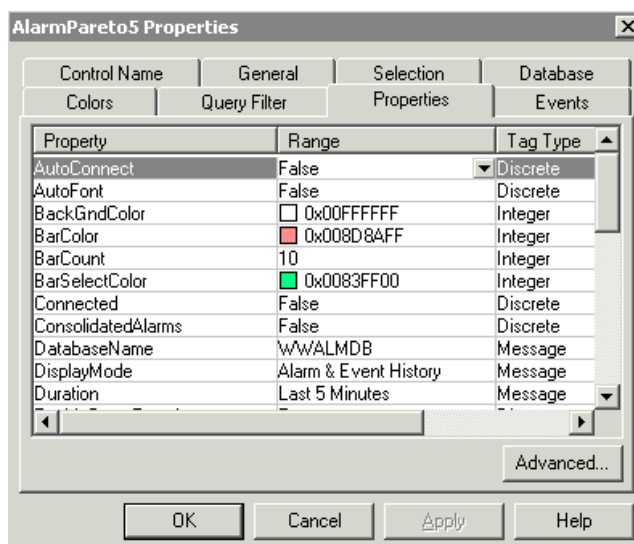 AlarmPareto5 Properties
Control Name General Selection Database
Colors Query Filter Properties Events
Property Range Tag Type
AutoConnect False Discrete
AutoFont False Discrete
BackGndColor 0x00FFFFFF Integer
BarColor 0x008D8AFF Integer
BarCount 10 Integer
BarSelectColor 0x0083FF00 Integer
Connected False Discrete
ConsolidatedAlarms False Discrete
DatabaseName WWALMDB Message
DisplayMode Alarm & Event History Message
Duration Last 5 Minutes Message
Advanced...
OK Cancel Apply Help